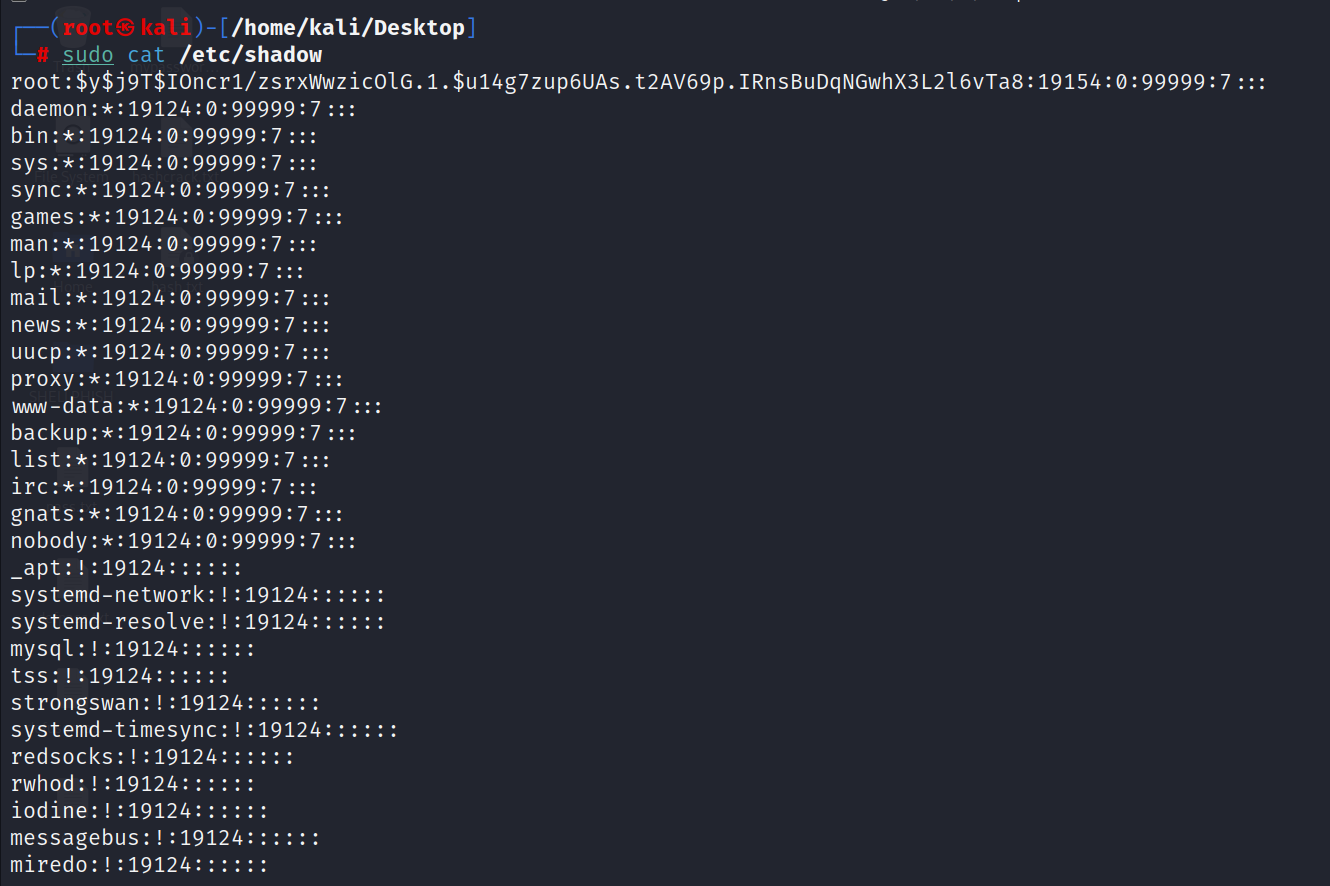 ┌──(root㉿kali)-[/home/kali/Desktop]
└─# sudo cat /etc/shadow
root:$y$j9T$IOncr1/zsrxWwzicOlG.1.$u14g7zup6UAs.t2AV69p.IRnsBuDqNGwhX3L2l6vTa8:19154:0:99999:7:::
daemon:*:19124:0:99999:7:::
bin:*:19124:0:99999:7:::
sys:*:19124:0:99999:7:::
sync:*:19124:0:99999:7:::
games:*:19124:0:99999:7:::
man:*:19124:0:99999:7:::
lp:*:19124:0:99999:7:::
mail:*:19124:0:99999:7:::
news:*:19124:0:99999:7:::
uucp:*:19124:0:99999:7:::
proxy:*:19124:0:99999:7:::
www-data:*:19124:0:99999:7:::
backup:*:19124:0:99999:7:::
list:*:19124:0:99999:7:::
irc:*:19124:0:99999:7:::
gnats:*:19124:0:99999:7:::
nobody:*:19124:0:99999:7:::
_apt:!:19124::::::
systemd-network:!:19124::::::
systemd-resolve:!:19124::::::
mysql:!:19124::::::
tss:!:19124::::::
strongswan:!:19124::::::
systemd-timesync:!:19124::::::
redsocks:!:19124::::::
rwhod:!:19124::::::
iodine:!:19124::::::
messagebus:!:19124::::::
miredo:!:19124::::::